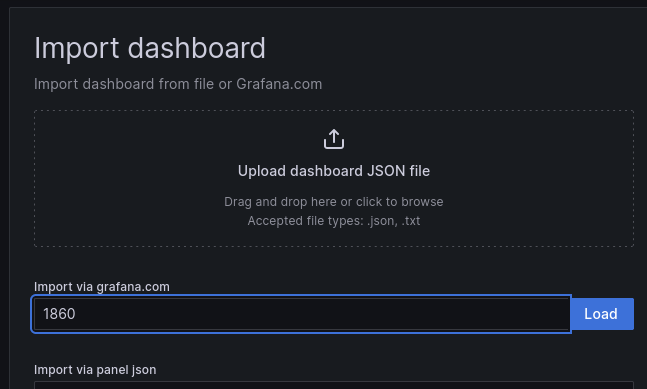 Import dashboard
Import dashboard from file or Grafana.com
Upload dashboard JSON file
Drag and drop here or click to browse
Accepted file types: .json, .txt
Import via grafana.com
1860
Load
Import via panel json